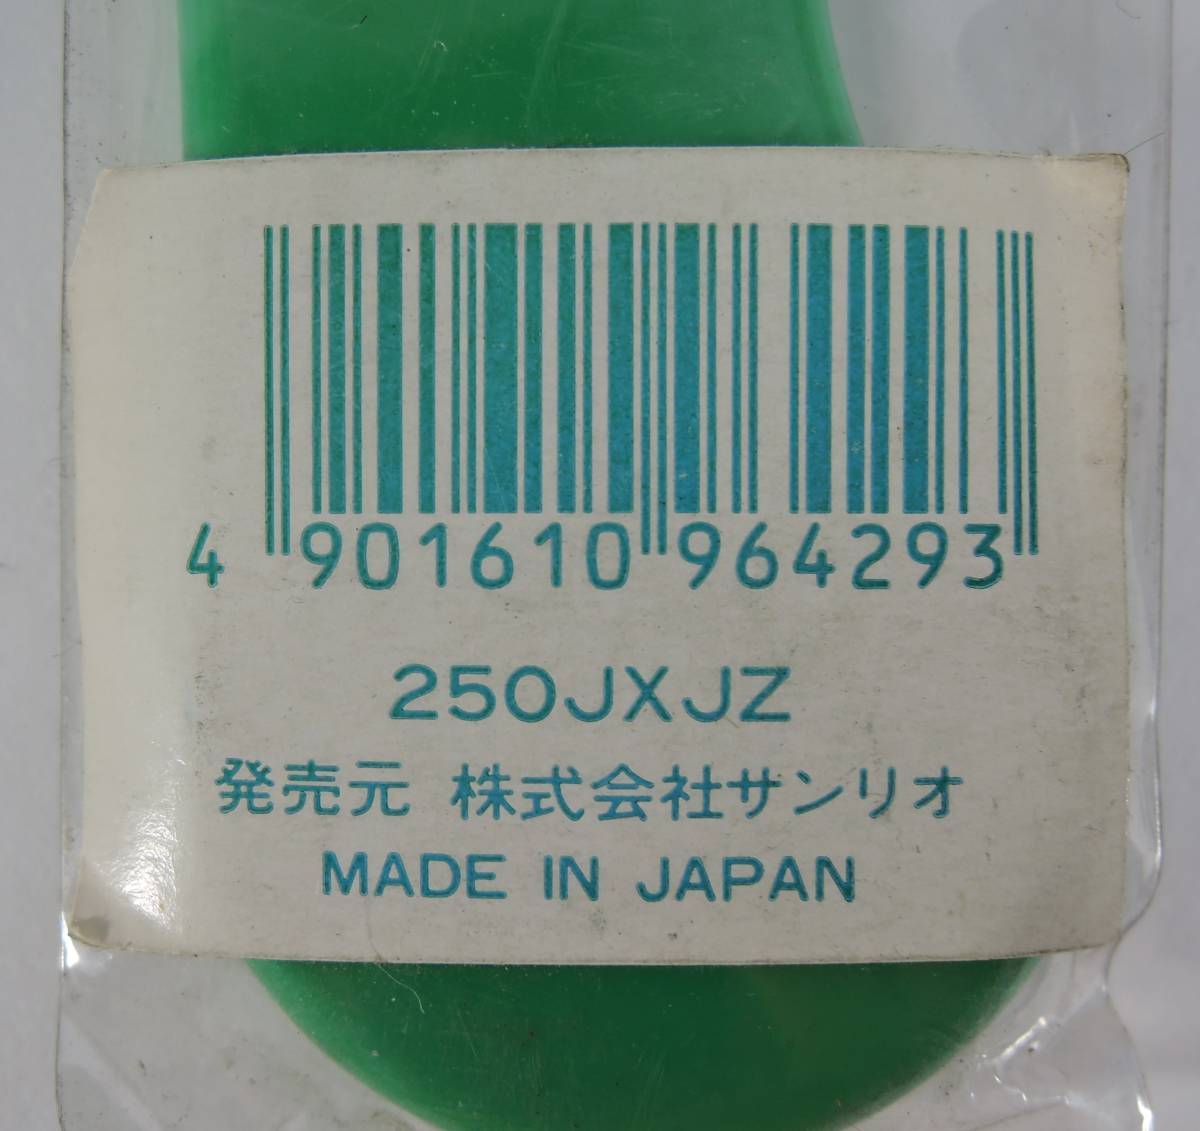 4 901610 964293
250JXJZ
発売元 株式会社サンリオ
MADE IN JAPAN